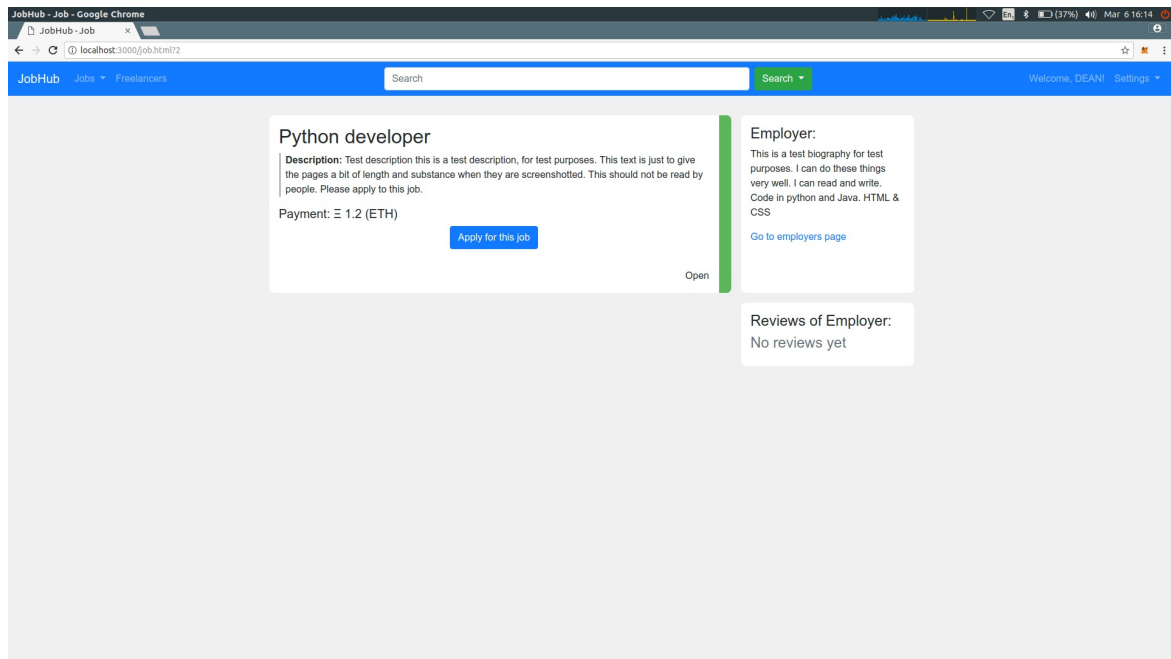 JobHub - Job - Google Chrome
En
(37%)
Mar 6 16:14
JobHub - Job
localhost:3000/job.html?2
JobHub
Jobs
Freelancers
Search
Search
Welcome, DEAN!
Settings
Python developer
Description: Test description this is a test description, for test purposes. This text is just to give
the pages a bit of length and substance when they are screenshotted. This should not be read by
people. Please apply to this job.
Payment: Ξ 1.2 (ETH)
Apply for this job
Open
Employer:
This is a test biography for test
purposes. I can do these things
very well. I can read and write.
Code in python and Java. HTML &
CSS
Go to employers page
Reviews of Employer:
No reviews yet